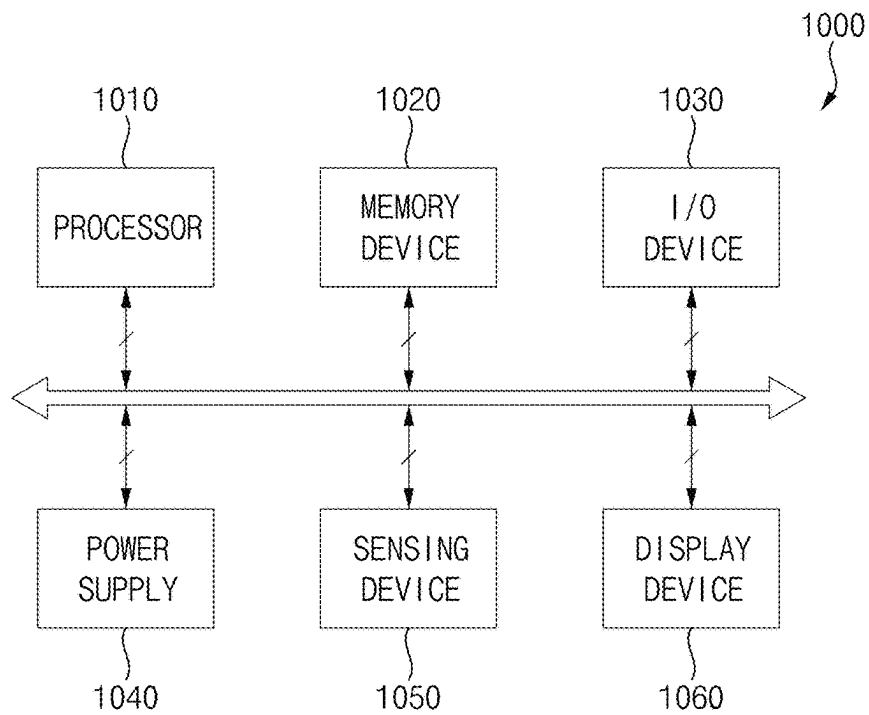 1000
1010
1020
1030
PROCESSOR
MEMORY
DEVICE
I/O
DEVICE
POWER
SUPPLY
SENSING
DEVICE
DISPLAY
DEVICE
1040
1050
1060